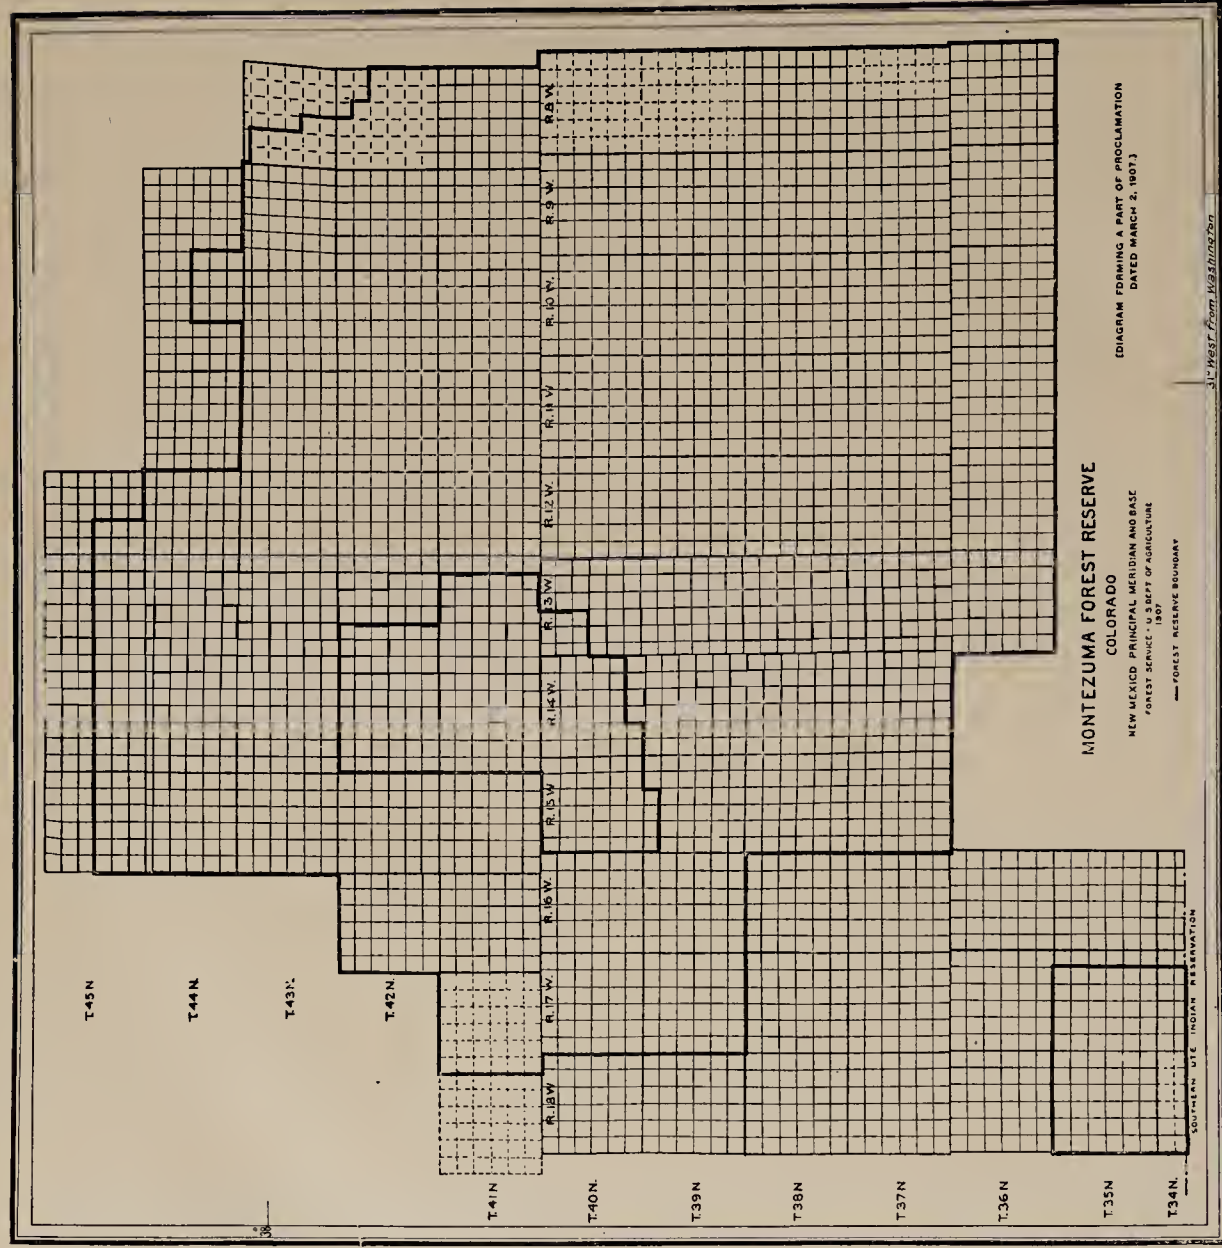 MONTEZUMA FOREST RESERVE
COLORADO
NEW MEXICO PRINCIPAL MERIDIAN AND BASE
FOREST SERVICE - U S DEPT OF AGRICULTURE
1907
FOREST RESERVE BOUNDARY
[DIAGRAM FORMING A PART OF PROCLAMATION
DATED MARCH 2, 1907.]
31° West from Washington
SOUTHERN UTE INDIAN RESERVATION
R. 8 W.
R. 9 W.
R. 10 W.
R. 11 W.
R. 12 W.
R. 13 W.
R. 14 W.
R. 15 W
R. 16 W.
R. 17 W.
R. 18 W
T.45 N
T.44 N.
T.43 N.
T.42 N.
T.41 N
T.40 N.
T.39 N
T.38 N
T.37 N
T.36 N
T.35 N
T.34 N.
38°